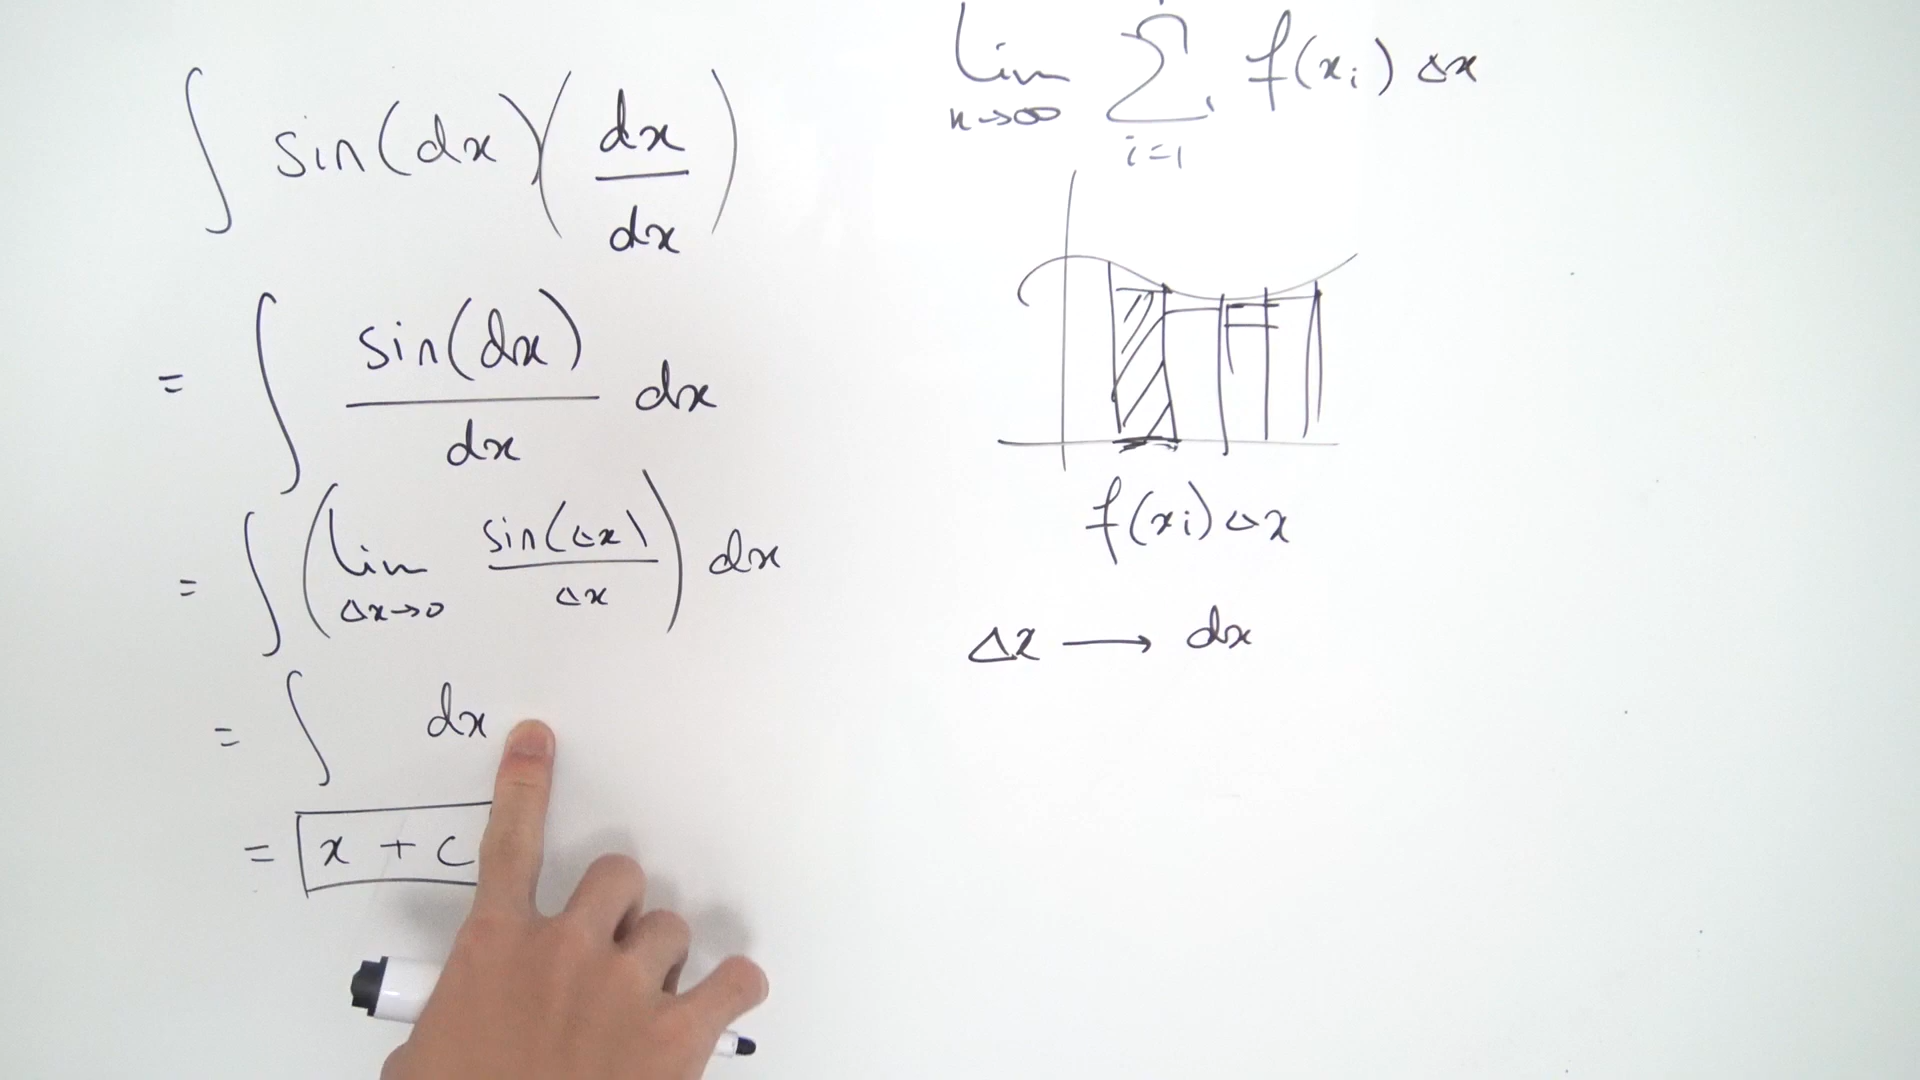 ∫ sin(dx) (dx/dx)
= ∫ sin(dx)/dx dx
= ∫ (lim Δx→0 sin(Δx)/Δx) dx
= ∫ dx
= x + c
lim n→∞ Σ i=1 f(xi) Δx
f(xi) Δx
Δx → dx